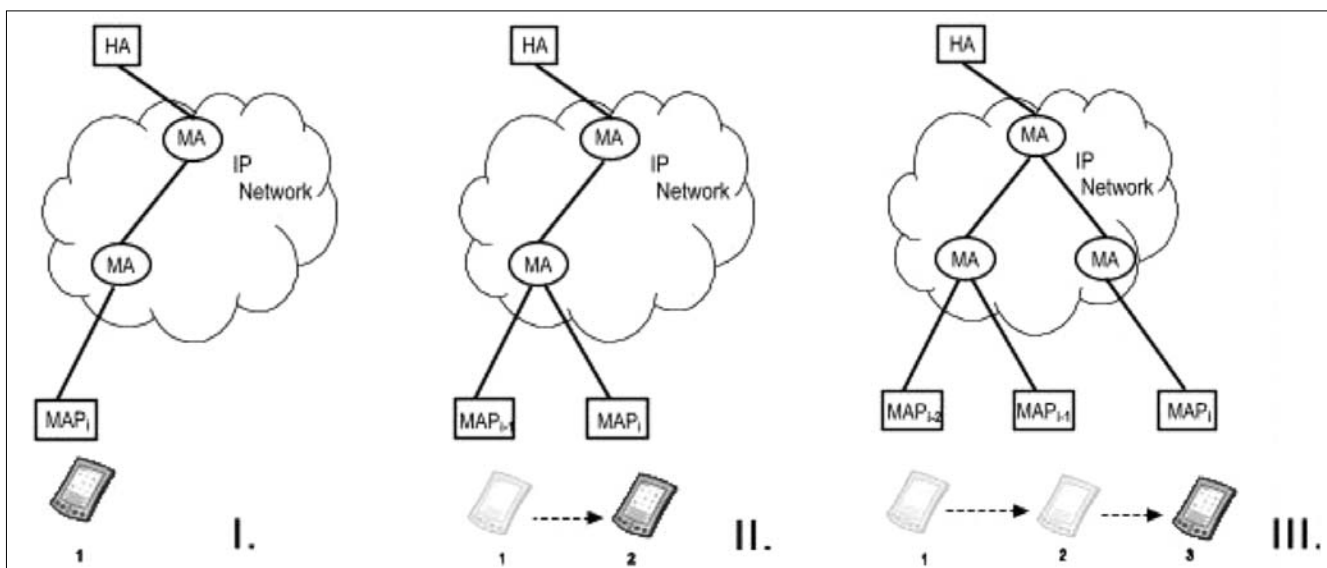 HA
MA
IP
Network
MA
MAPi
1
I.
HA
MA
IP
Network
MA
MAPi-1
MAPi
1
2
II.
HA
MA
IP
Network
MA
MA
MAPi-2
MAPi-1
MAPi
1
2
3
III.